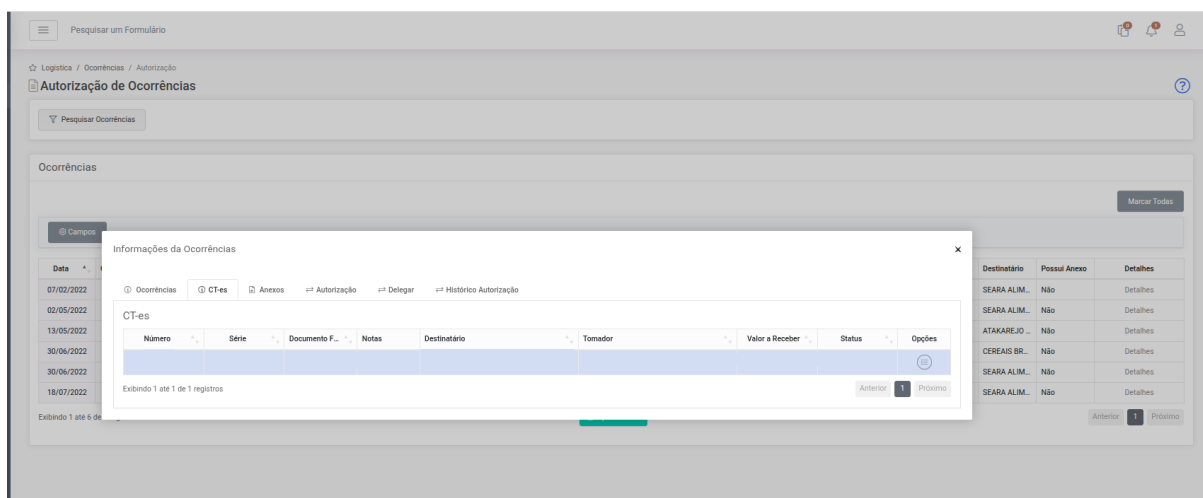 Pesquisar um Formulário
0
0
Logística / Ocorrências / Autorização
Autorização de Ocorrências
?
Pesquisar Ocorrências
Ocorrências
Marcar Todas
Campos
Informações da Ocorrências
x
Data
Destinatário Possui Anexo Detalhes
Ocorrências CT-es Anexos Autorização Delegar Histórico Autorização
07/02/2022 SEARA ALIM... Não Detalhes
02/05/2022 SEARA ALIM... Não Detalhes
CT-es
13/05/2022 ATAKAREJO ... Não Detalhes
Número Série Documento F... Notas Destinatário Tomador Valor a Receber Status Opções
30/06/2022 CEREAIS BR... Não Detalhes
30/06/2022 SEARA ALIM... Não Detalhes
Exibindo 1 até 1 de 1 registros Anterior 1 Próximo
18/07/2022 SEARA ALIM... Não Detalhes
Exibindo 1 até 6 de Anterior 1 Próximo